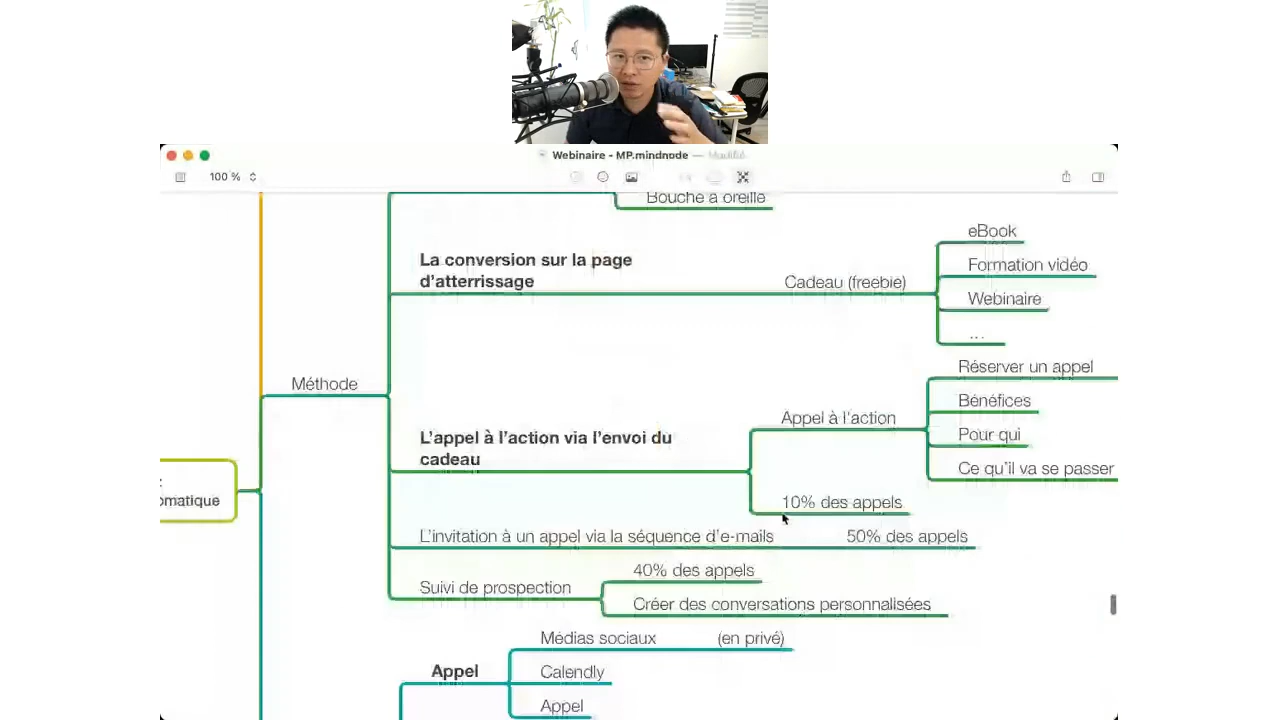 Webinaire - MP.mindnode — Modifié
100 %
Bouche à oreille
eBook
La conversion sur la page
d'atterrissage
Formation vidéo
Cadeau (freebie)
Webinaire
...
Réserver un appel
Méthode
Bénéfices
Appel à l'action
Pour qui
L'appel à l'action via l'envoi du
cadeau
Ce qu'il va se passer
:
omatique
10% des appels
L'invitation à un appel via la séquence d'e-mails
50% des appels
40% des appels
Suivi de prospection
Créer des conversations personnalisées
Médias sociaux
(en privé)
Appel
Calendly
Appel